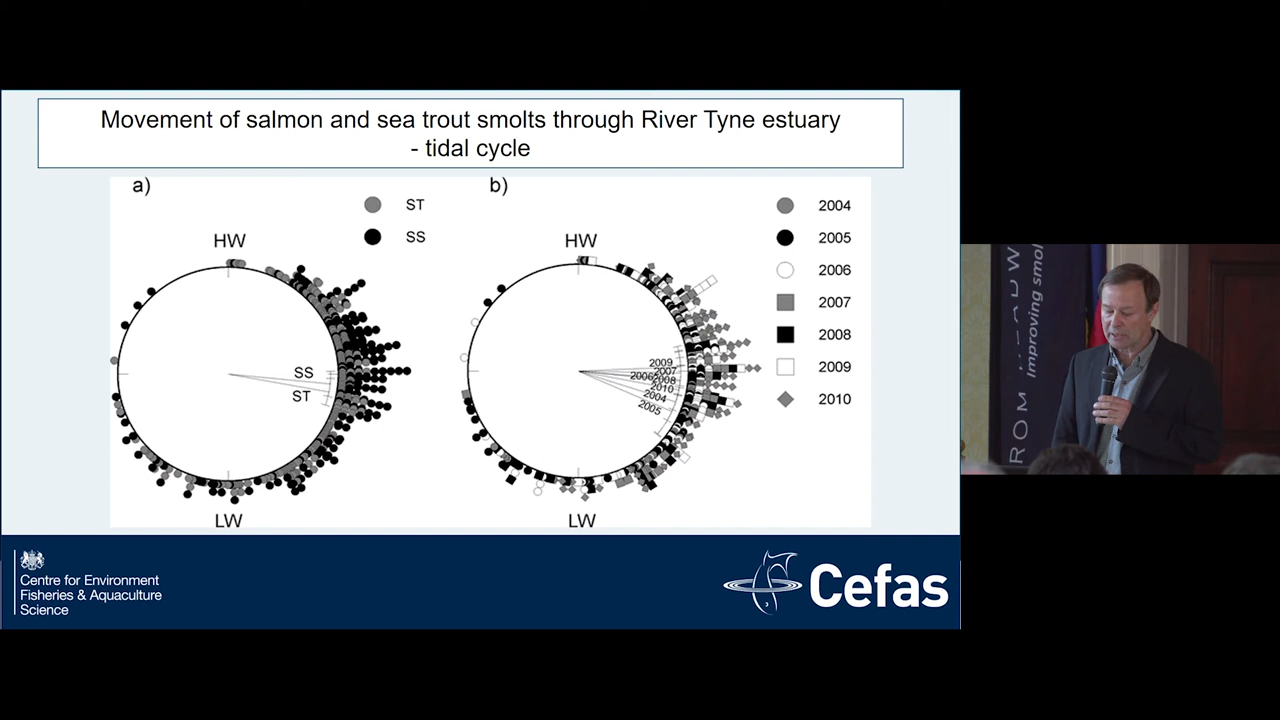 Movement of salmon and sea trout smolts through River Tyne estuary
- tidal cycle
a)
ST
SS
HW
SS
ST
LW
b)
2004
2005
2006
2007
2008
2009
2010
HW
2009
2007
2006
2008
2010
2004
2005
LW
Centre for Environment
Fisheries & Aquaculture
Science
Cefas
Improving smol